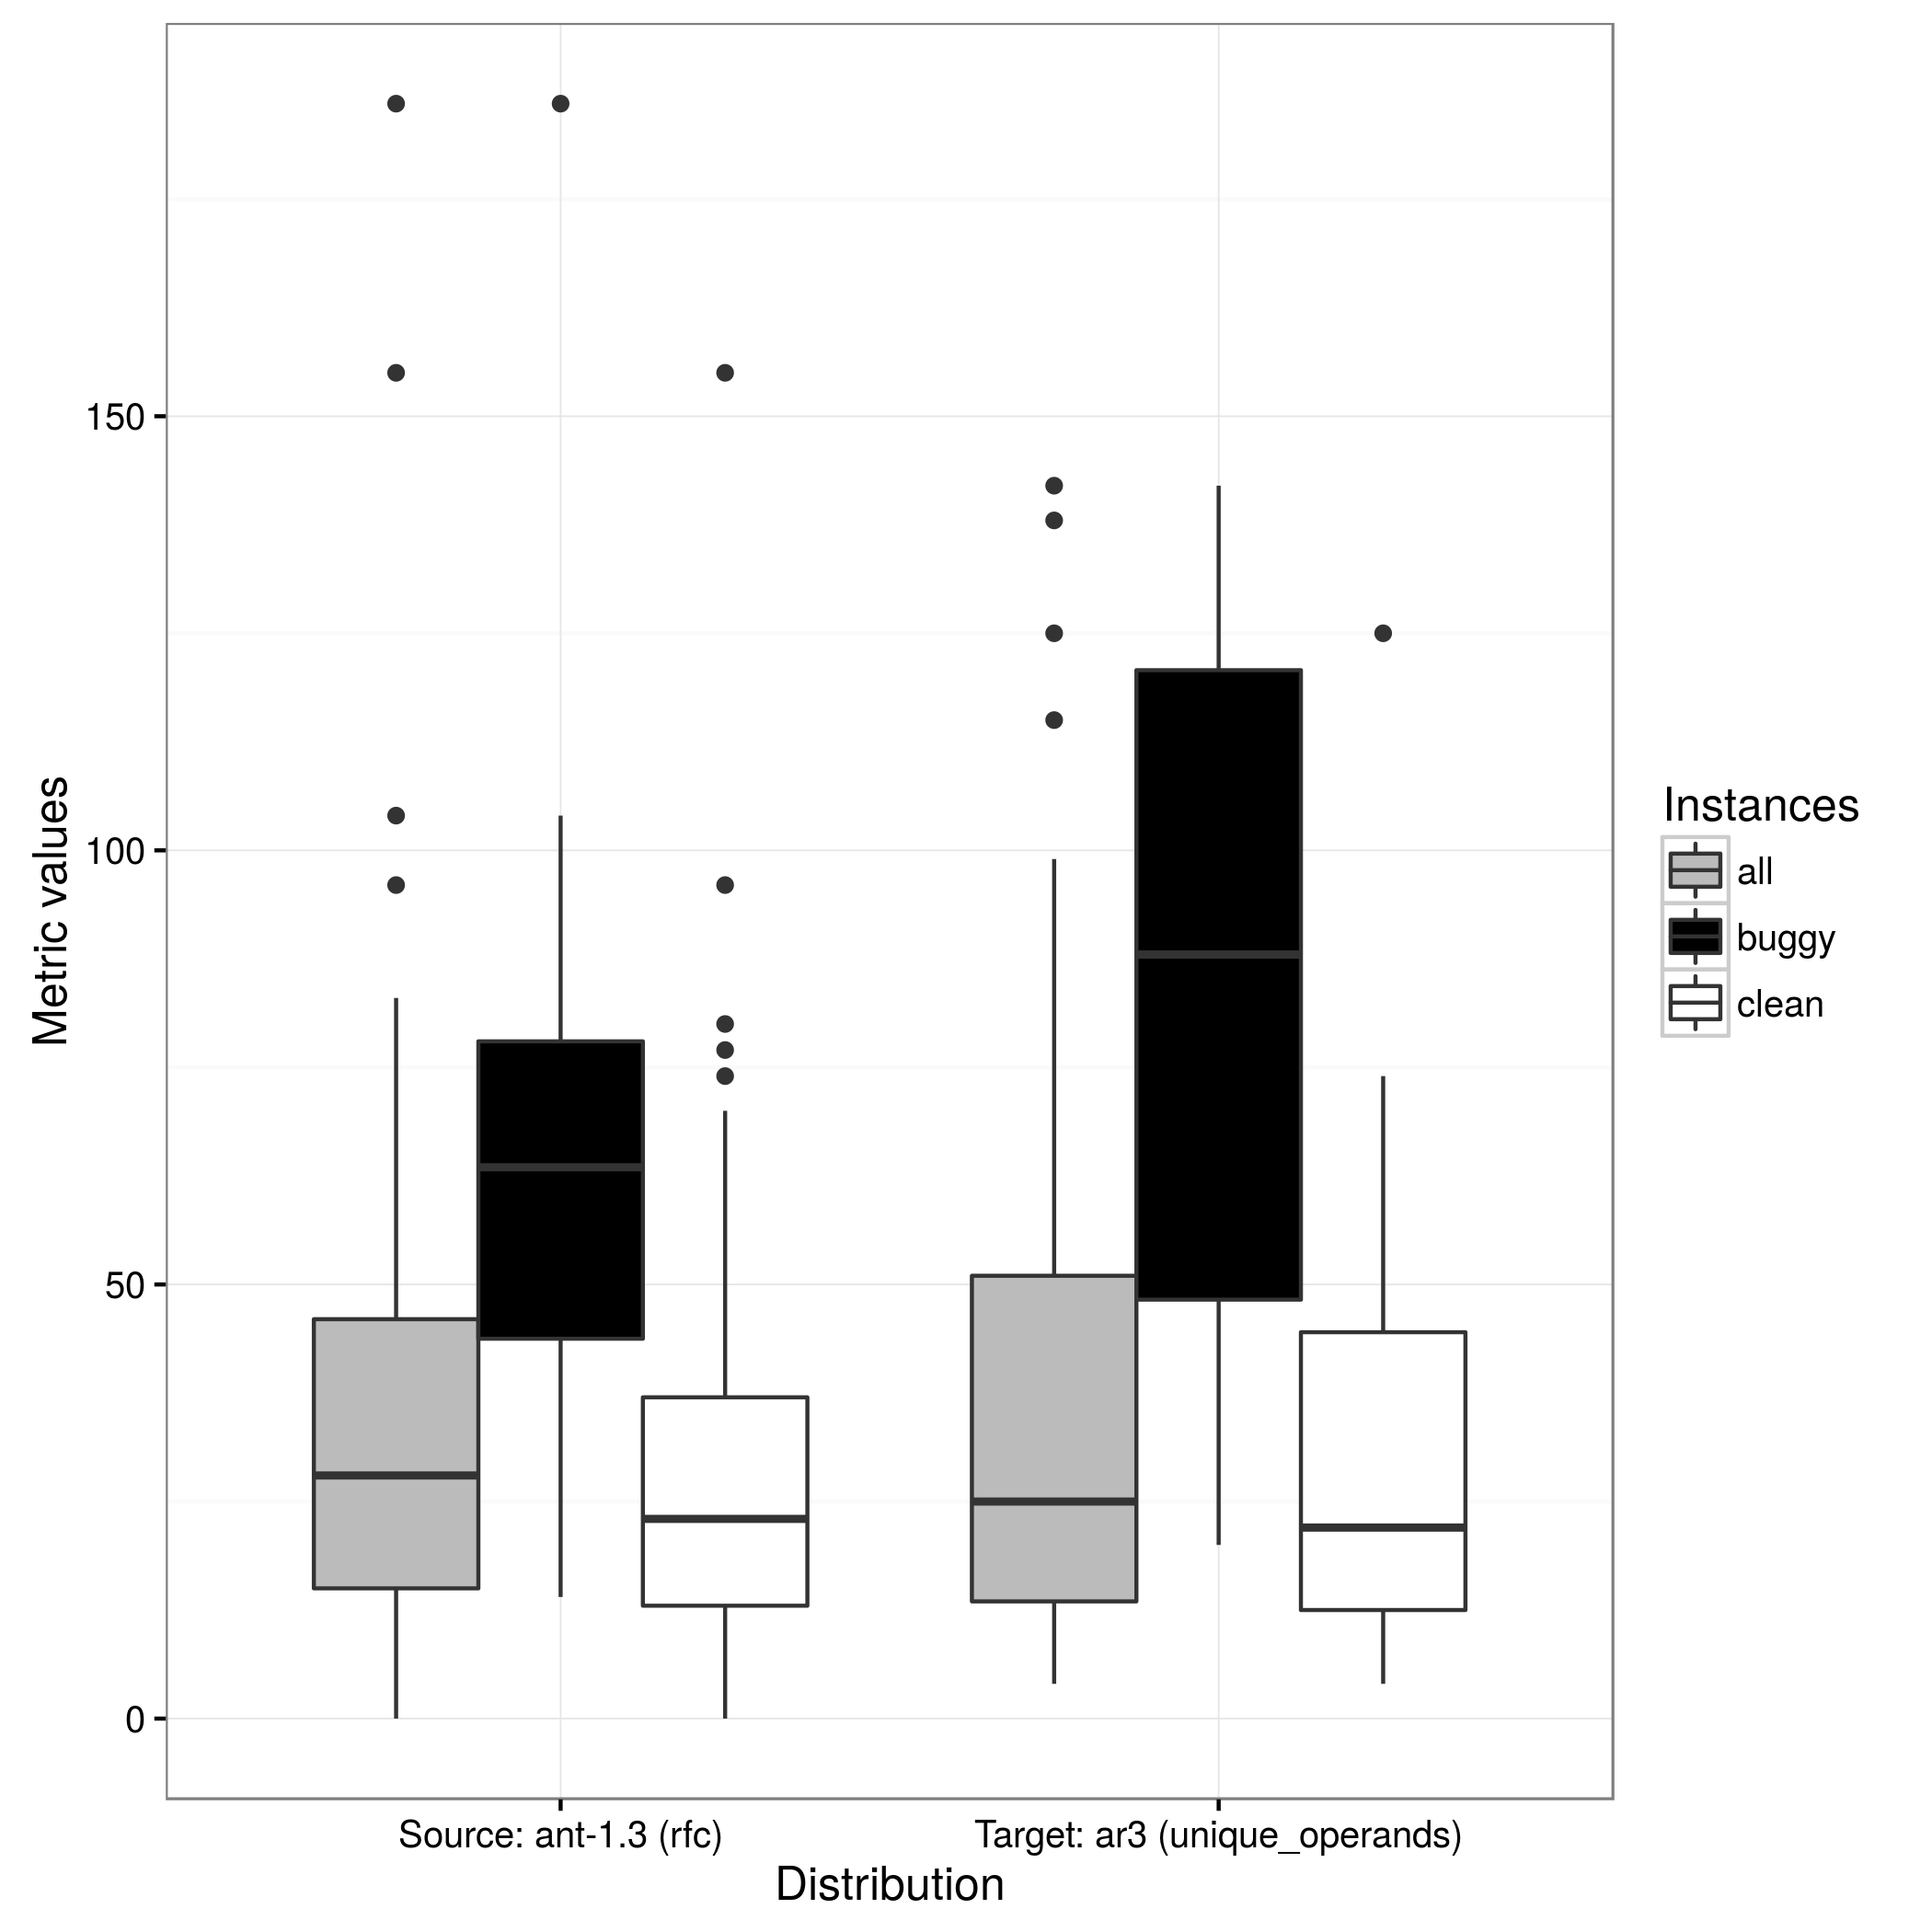 Metric values
150
100
50
0
Source: ant-1.3 (rfc)
Target: ar3 (unique_operands)
Distribution
Instances
all
buggy
clean